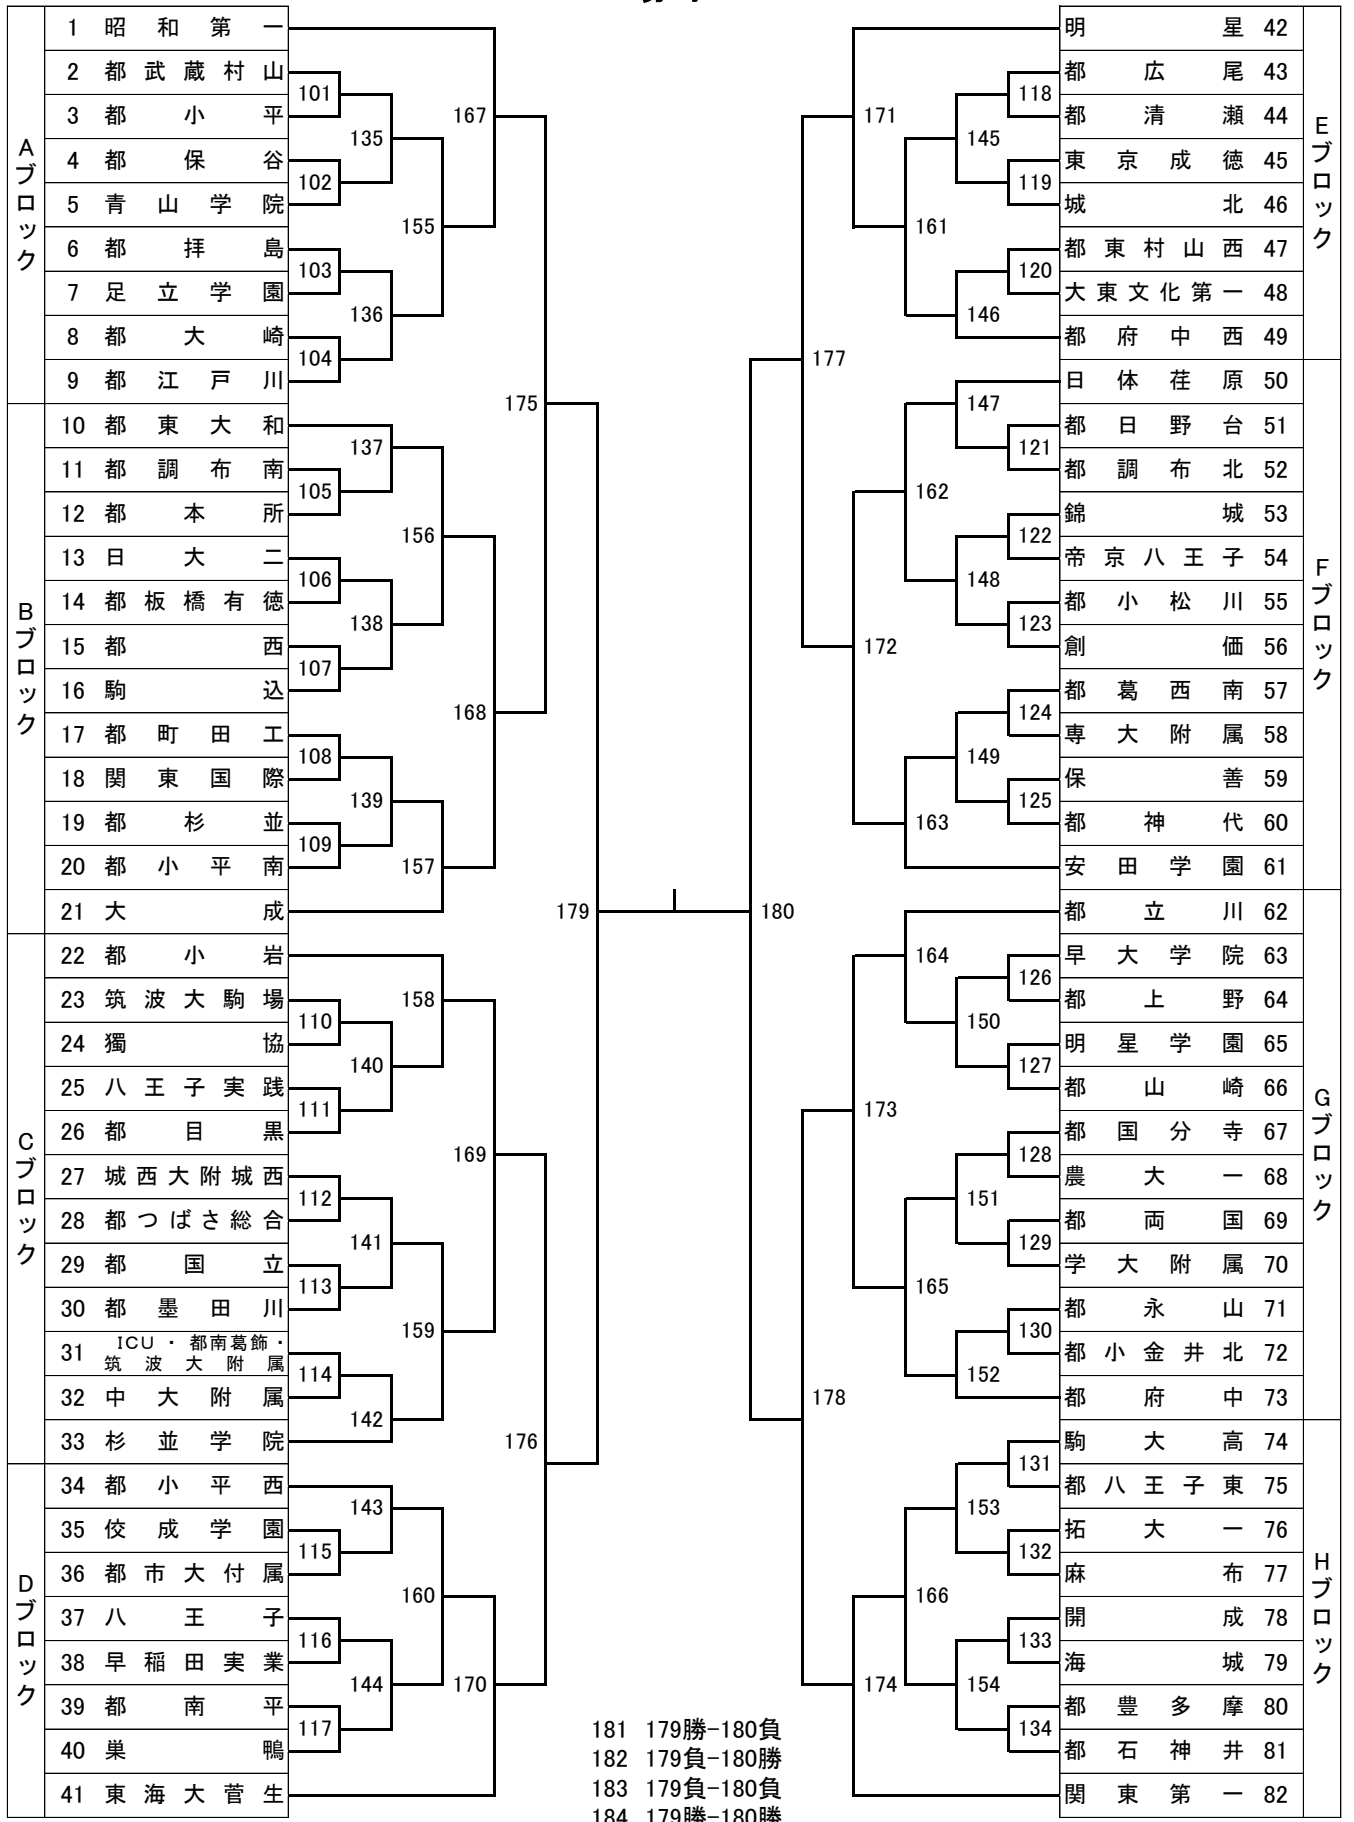 Aブロック
1 昭和第一
2 都武蔵村山
3 都小平
4 都保谷
5 青山学院
6 都拝島
7 足立学園
8 都大崎
9 都江戸川
Bブロック
10 都東大和
11 都調布南
12 都本所
13 日大二
14 都板橋有徳
15 都西
16 駒込
17 都町田工
18 関東国際
19 都杉並
20 都小平南
21 大成
Cブロック
22 都小岩
23 筑波大駒場
24 獨協
25 八王子実践
26 都目黒
27 城西大附城西
28 都つばさ総合
29 都国立
30 都墨田川
31 ICU・都南葛飾・
筑波大附属
32 中大附属
33 杉並学院
Dブロック
34 都小平西
35 佼成学園
36 都市大付属
37 八王子
38 早稲田実業
39 都南平
40 巣鴨
41 東海大菅生
101
102
103
104
105
106
107
108
109
110
111
112
113
114
115
116
117
135
136
137
138
139
140
141
142
143
144
155
156
157
158
159
160
167
168
169
170
175
176
179
180
177
178
171
172
173
174
161
162
163
164
165
166
145
146
147
148
149
150
151
152
153
154
118
119
120
121
122
123
124
125
126
127
128
129
130
131
132
133
134
Eブロック
明星 42
都広尾 43
都清瀬 44
東京成徳 45
城北 46
都東村山西 47
大東文化第一 48
都府中西 49
Fブロック
日体荏原 50
都日野台 51
都調布北 52
錦城 53
帝京八王子 54
都小松川 55
創価 56
都葛西南 57
専大附属 58
保善 59
都神代 60
安田学園 61
Gブロック
都立川 62
早大学院 63
都上野 64
明星学園 65
都山崎 66
都国分寺 67
農大一 68
都両国 69
学大附属 70
都永山 71
都小金井北 72
都府中 73
Hブロック
駒大高 74
都八王子東 75
拓大一 76
麻布 77
開成 78
海城 79
都豊多摩 80
都石神井 81
関東第一 82
181 179勝-180負
182 179負-180勝
183 179負-180負
184 179勝-180勝